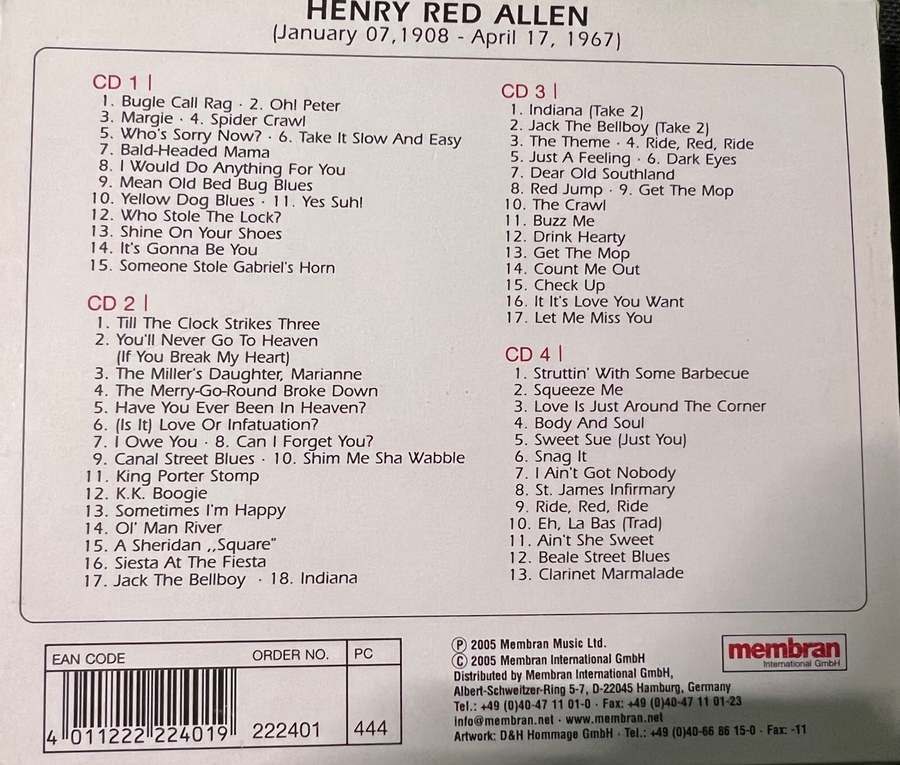 HENRY RED ALLEN
(January 07,1908 - April 17, 1967)
CD 1 |
1. Bugle Call Rag · 2. Oh! Peter
3. Margie · 4. Spider Crawl
5. Who's Sorry Now? · 6. Take It Slow And Easy
7. Bald-Headed Mama
8. I Would Do Anything For You
9. Mean Old Bed Bug Blues
10. Yellow Dog Blues · 11. Yes Suh!
12. Who Stole The Lock?
13. Shine On Your Shoes
14. It's Gonna Be You
15. Someone Stole Gabriel's Horn
CD 2 |
1. Till The Clock Strikes Three
2. You'll Never Go To Heaven
(If You Break My Heart)
3. The Miller's Daughter, Marianne
4. The Merry-Go-Round Broke Down
5. Have You Ever Been In Heaven?
6. (Is It) Love Or Infatuation?
7. I Owe You · 8. Can I Forget You?
9. Canal Street Blues · 10. Shim Me Sha Wabble
11. King Porter Stomp
12. K.K. Boogie
13. Sometimes I'm Happy
14. Ol' Man River
15. A Sheridan „Square"
16. Siesta At The Fiesta
17. Jack The Bellboy · 18. Indiana
CD 3 |
1. Indiana (Take 2)
2. Jack The Bellboy (Take 2)
3. The Theme · 4. Ride, Red, Ride
5. Just A Feeling · 6. Dark Eyes
7. Dear Old Southland
8. Red Jump · 9. Get The Mop
10. The Crawl
11. Buzz Me
12. Drink Hearty
13. Get The Mop
14. Count Me Out
15. Check Up
16. It It's Love You Want
17. Let Me Miss You
CD 4 |
1. Struttin' With Some Barbecue
2. Squeeze Me
3. Love Is Just Around The Corner
4. Body And Soul
5. Sweet Sue (Just You)
6. Snag It
7. I Ain't Got Nobody
8. St. James Infirmary
9. Ride, Red, Ride
10. Eh, La Bas (Trad)
11. Ain't She Sweet
12. Beale Street Blues
13. Clarinet Marmalade
EAN CODE
4 011222 224019
ORDER NO.
222401
PC
444
℗ 2005 Membran Music Ltd.
© 2005 Membran International GmbH
Distributed by Membran International GmbH,
Albert-Schweitzer-Ring 5-7, D-22045 Hamburg, Germany
Tel.: +49 (0)40-47 11 01-0 · Fax: +49 (0)40-47 11 01-23
info@membran.net · www.membran.net
Artwork: D&H Hommage GmbH · Tel.: +49 (0)40-66 86 15-0 · Fax: -11
membran
International GmbH